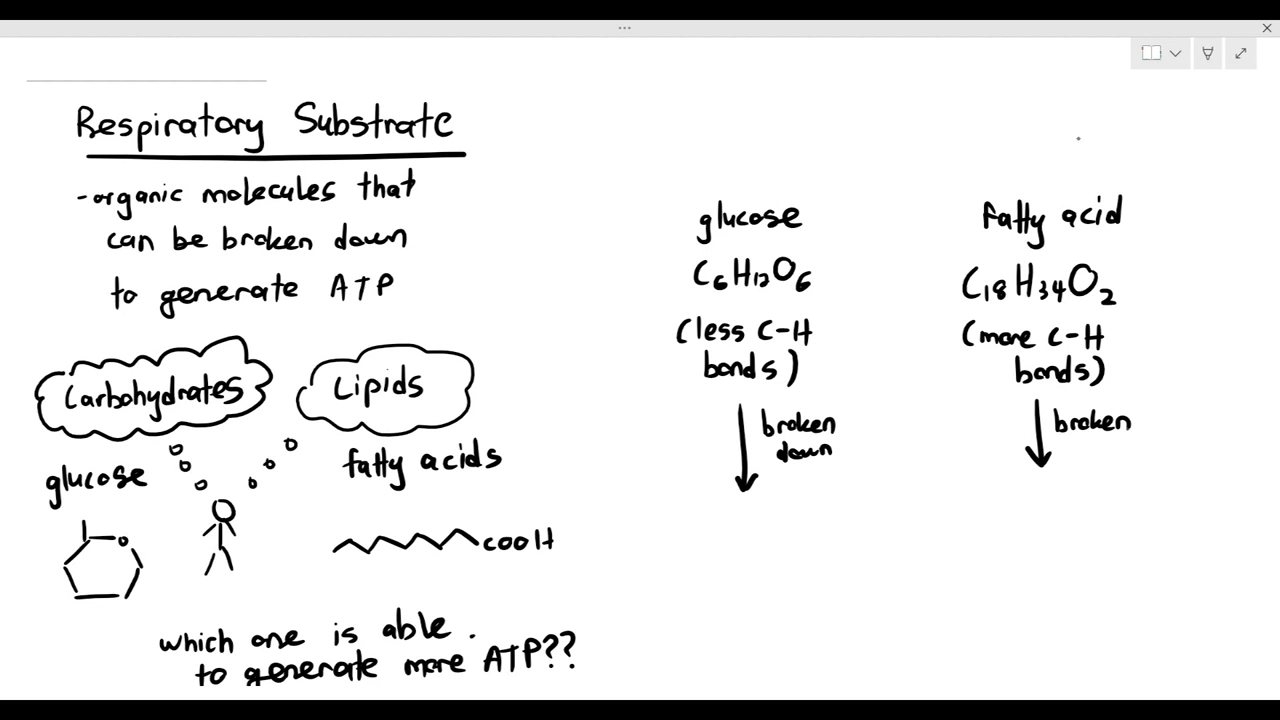 Respiratory Substrate
-organic molecules that
can be broken down
to generate ATP
Carbohydrates
Lipids
glucose
fatty acids
COOH
which one is able
to generate more ATP??
glucose
C6H12O6
(less C-H
bonds)
broken
down
fatty acid
C18H34O2
(more C-H
bonds)
broken